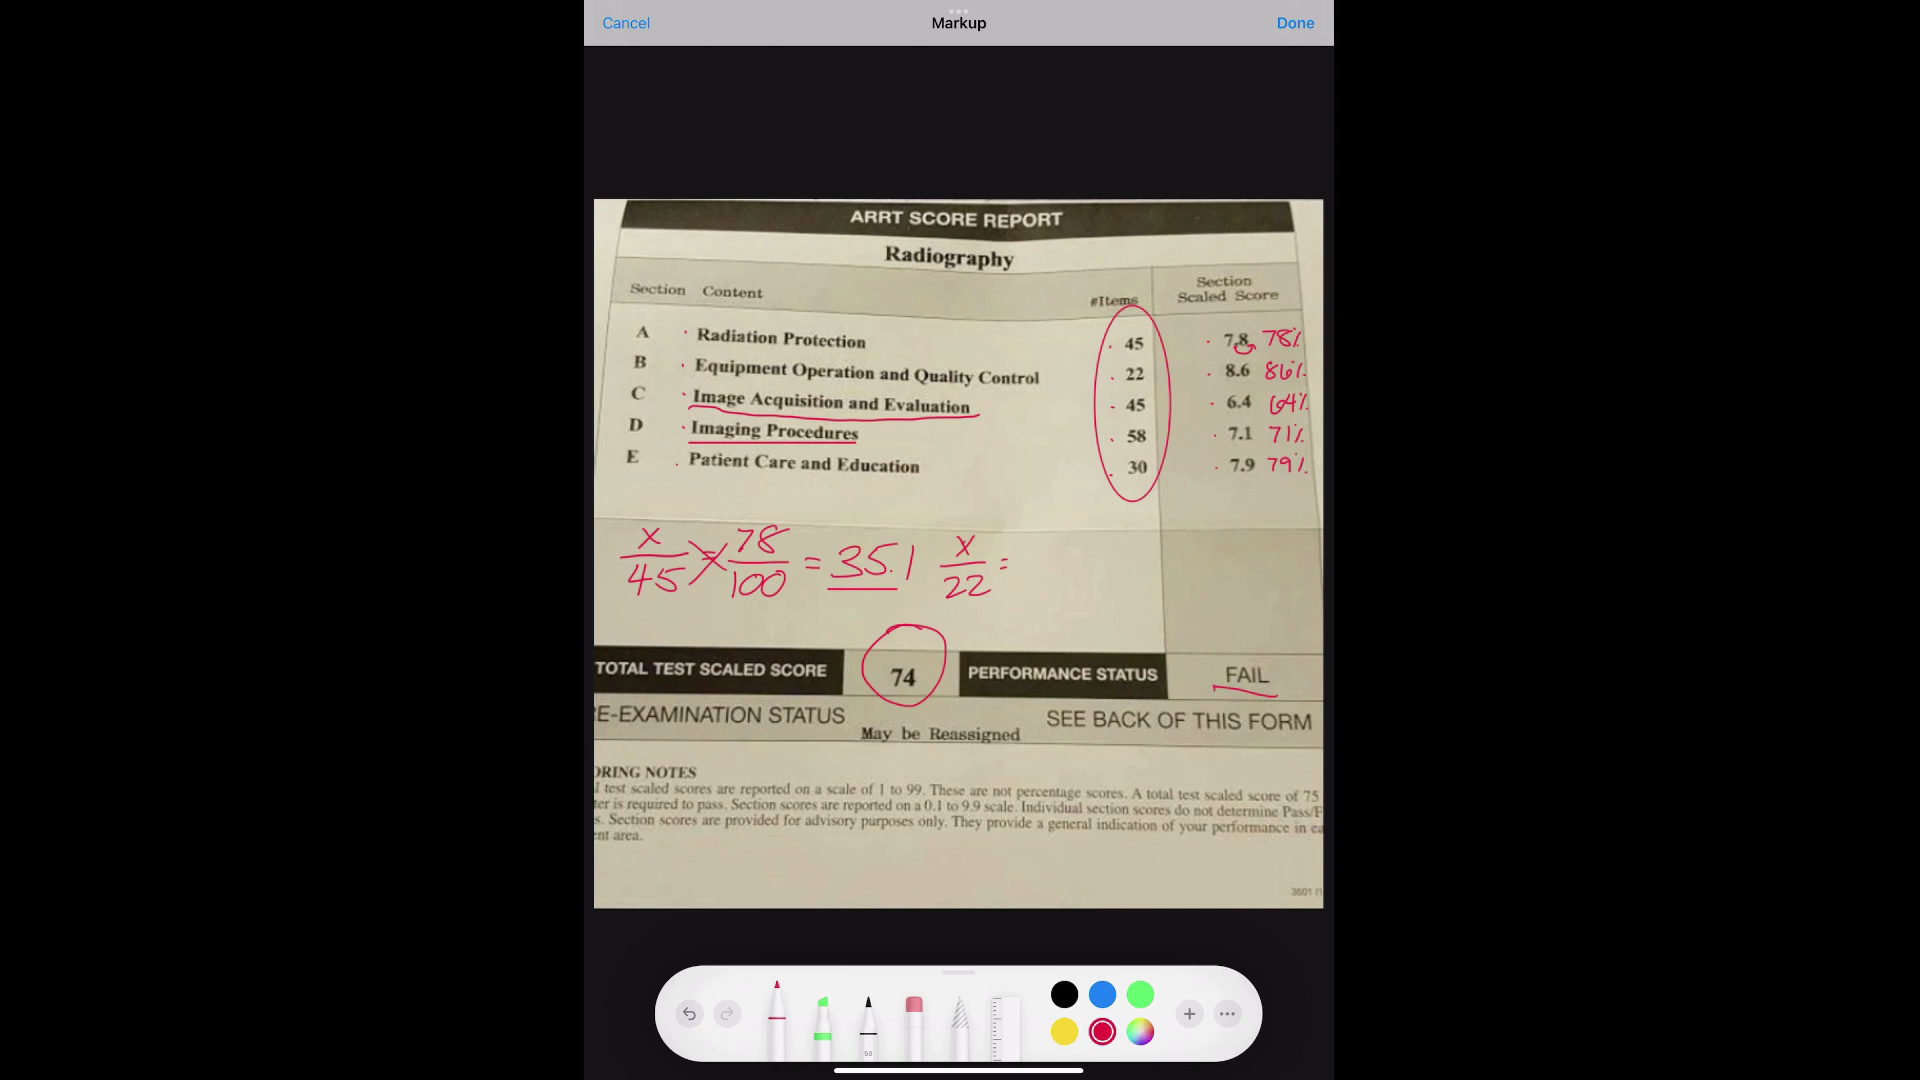 Cancel Markup Done
ARRT SCORE REPORT
Radiography
Section Content #Items Section Scaled Score
A Radiation Protection 45 7.8 78%
B Equipment Operation and Quality Control 22 8.6 86%
C Image Acquisition and Evaluation 45 6.4 64%
D Imaging Procedures 58 7.1 71%
E Patient Care and Education 30 7.9 79%
x/45 = 78/100 = 35.1 x/22 =
TOTAL TEST SCALED SCORE 74 PERFORMANCE STATUS FAIL
E-EXAMINATION STATUS May be Reassigned SEE BACK OF THIS FORM
ORING NOTES
l test scaled scores are reported on a scale of 1 to 99. These are not percentage scores. A total test scaled score of 75
ter is required to pass. Section scores are reported on a 0.1 to 9.9 scale. Individual section scores do not determine Pass/F
s. Section scores are provided for advisory purposes only. They provide a general indication of your performance in ea
ent area.
50